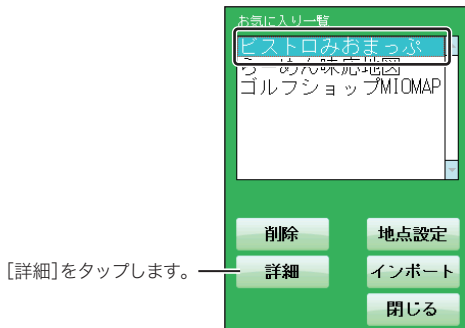 お気に入り一覧
ビストロみおまっぷ
らーめん味応地図
ゴルフショップMIOMAP
削除
地点設定
[詳細]をタップします。
詳細
インポート
閉じる